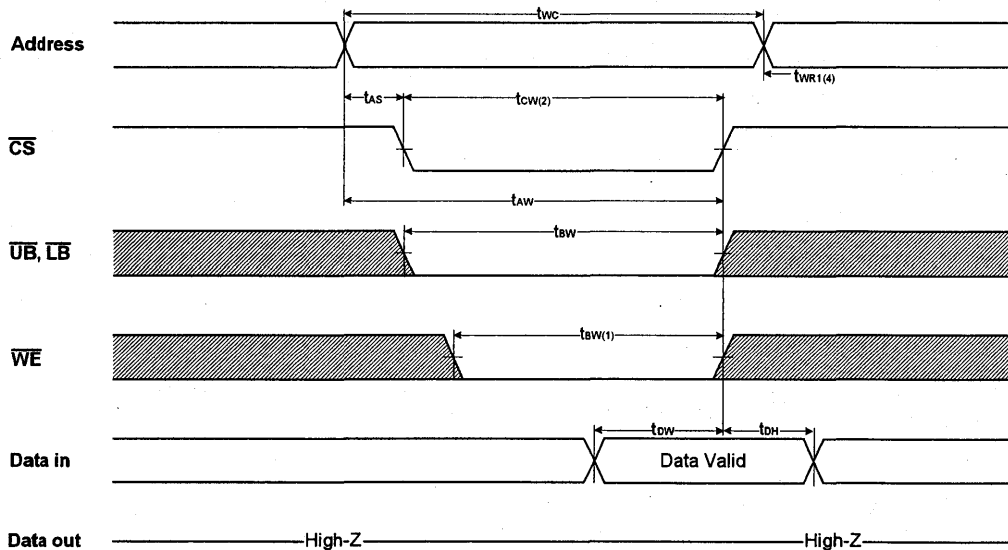 tWC
Address
tWR1(4)
tAS
tCW(2)
CS
tAW
UB, LB
tBW
WE
tBW(1)
tDW
tDH
Data in
Data Valid
Data out
High-Z
High-Z